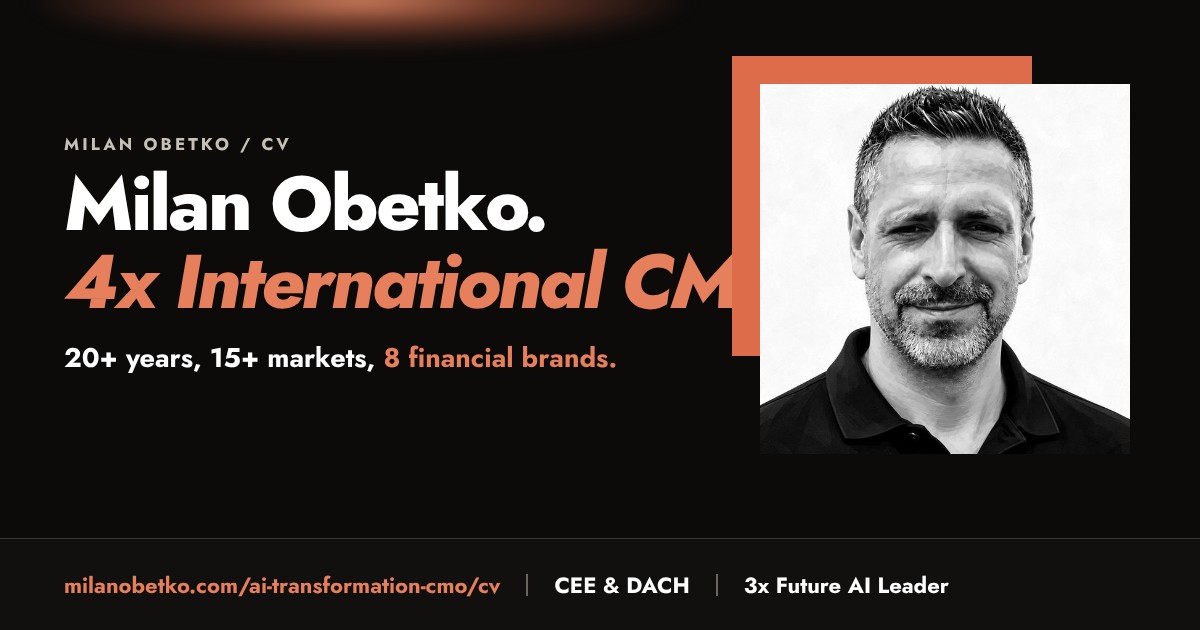 MILAN OBETKO / CV
Milan Obetko.
4x International CM
20+ years, 15+ markets, 8 financial brands.
milanobetko.com/ai-transformation-cmo/cv
CEE & DACH
3x Future AI Leader